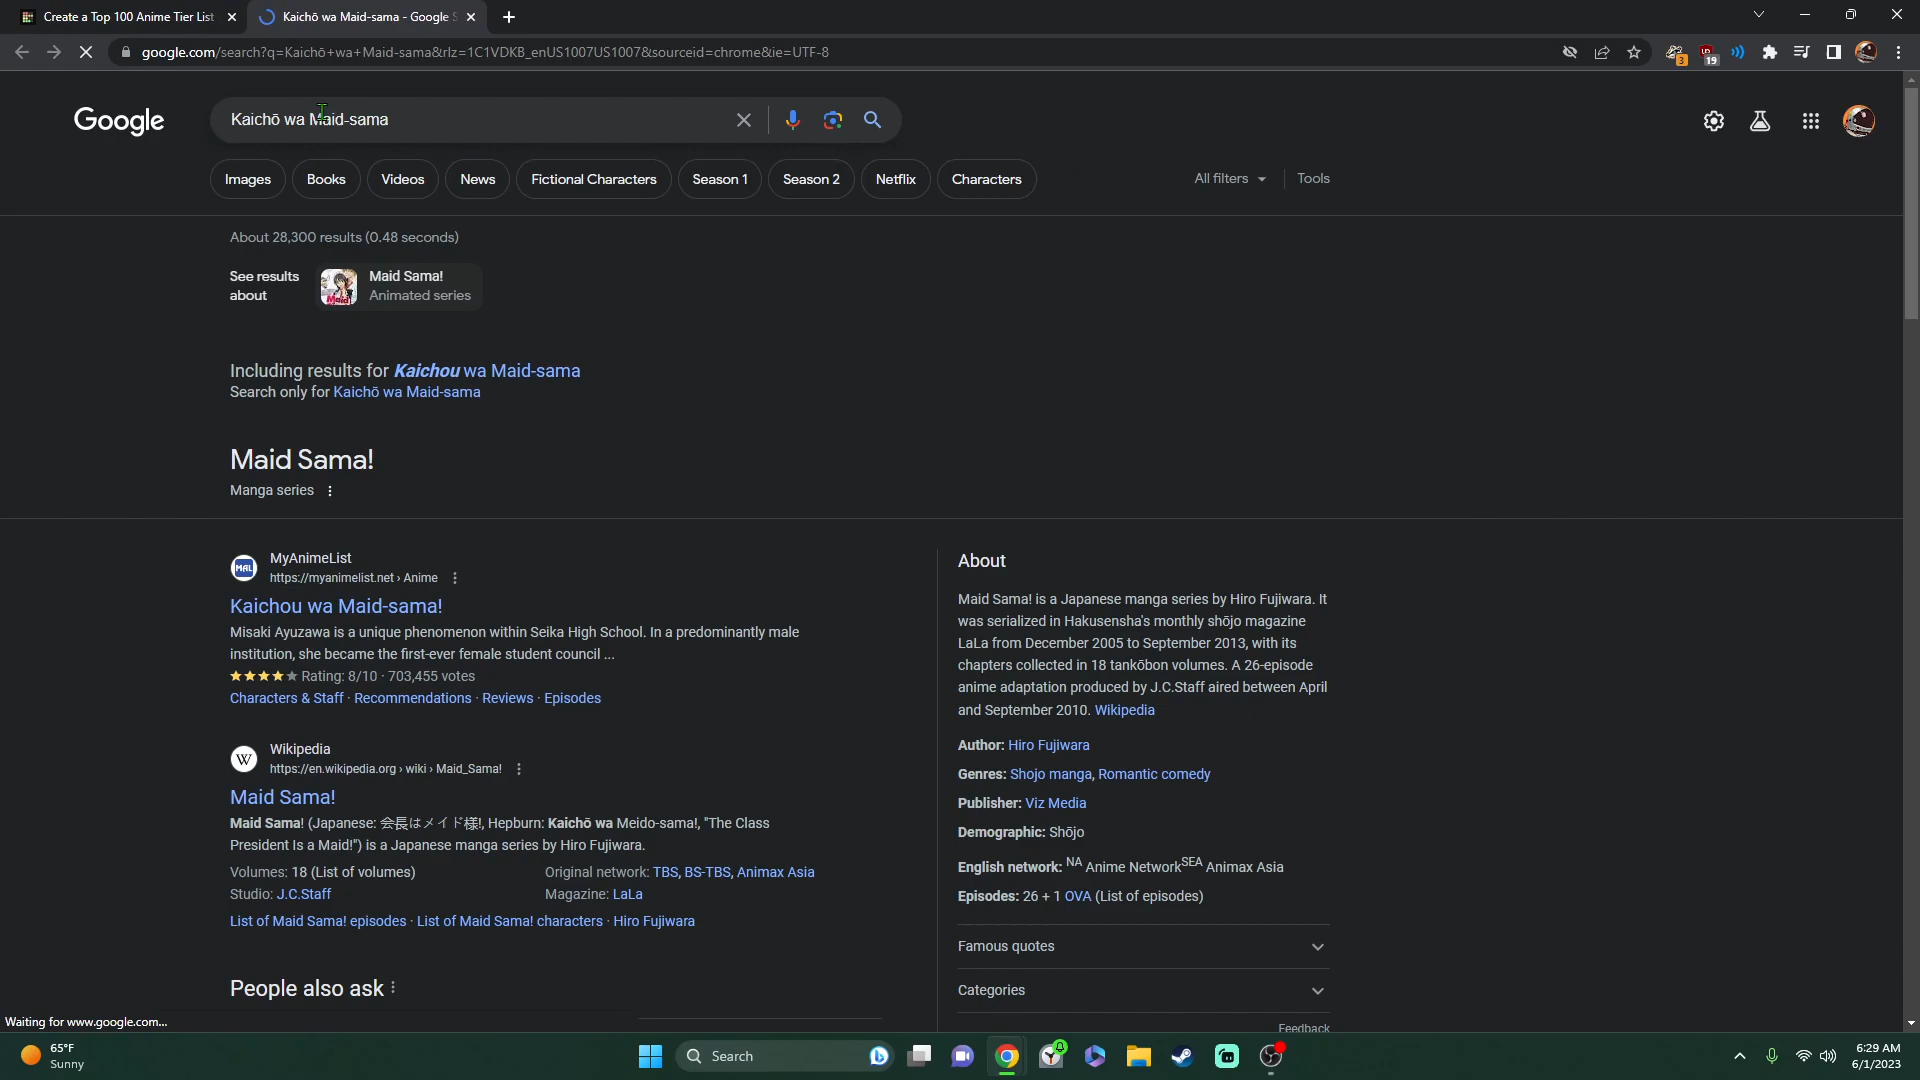 Create a Top 100 Anime Tier List
Kaichō wa Maid-sama - Google S
google.com/search?q=Kaichō+wa+Maid-sama&rlz=1C1VDKB_enUS1007US1007&sourceid=chrome&ie=UTF-8
3
19
Google
Kaichō wa Maid-sama
Images
Books
Videos
News
Fictional Characters
Season 1
Season 2
Netflix
Characters
All filters
Tools
About 28,300 results (0.48 seconds)
See results about
Maid Sama!
Animated series
Including results for Kaichou wa Maid-sama
Search only for Kaichō wa Maid-sama
Maid Sama!
Manga series
MAL
MyAnimeList
https://myanimelist.net › Anime
Kaichou wa Maid-sama!
Misaki Ayuzawa is a unique phenomenon within Seika High School. In a predominantly male
institution, she became the first-ever female student council ...
Rating: 8/10 · 703,455 votes
Characters & Staff · Recommendations · Reviews · Episodes
W
Wikipedia
https://en.wikipedia.org › wiki › Maid_Sama!
Maid Sama!
Maid Sama! (Japanese: 会長はメイド様!, Hepburn: Kaichō wa Meido-sama!, "The Class
President Is a Maid!") is a Japanese manga series by Hiro Fujiwara.
Volumes: 18 (List of volumes)
Original network: TBS, BS-TBS, Animax Asia
Studio: J.C.Staff
Magazine: LaLa
List of Maid Sama! episodes · List of Maid Sama! characters · Hiro Fujiwara
People also ask
About
Maid Sama! is a Japanese manga series by Hiro Fujiwara. It
was serialized in Hakusensha's monthly shōjo magazine
LaLa from December 2005 to September 2013, with its
chapters collected in 18 tankōbon volumes. A 26-episode
anime adaptation produced by J.C.Staff aired between April
and September 2010. Wikipedia
Author: Hiro Fujiwara
Genres: Shojo manga, Romantic comedy
Publisher: Viz Media
Demographic: Shōjo
English network: NA Anime NetworkSEA Animax Asia
Episodes: 26 + 1 OVA (List of episodes)
Famous quotes
Categories
Feedback
Waiting for www.google.com...
65°F
Sunny
Search
6:29 AM
6/1/2023